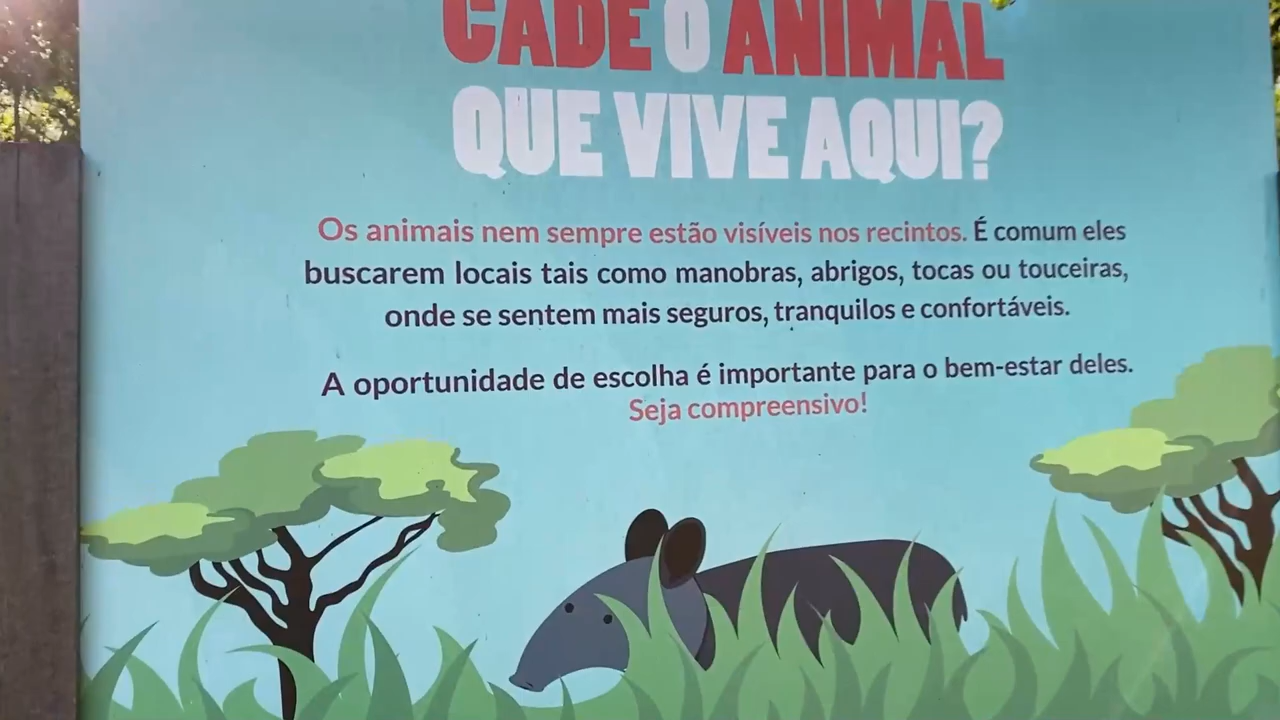 CADÊ O ANIMAL
QUE VIVE AQUI?
Os animais nem sempre estão visíveis nos recintos. É comum eles
buscarem locais tais como manobras, abrigos, tocas ou touceiras,
onde se sentem mais seguros, tranquilos e confortáveis.
A oportunidade de escolha é importante para o bem-estar deles.
Seja compreensivo!